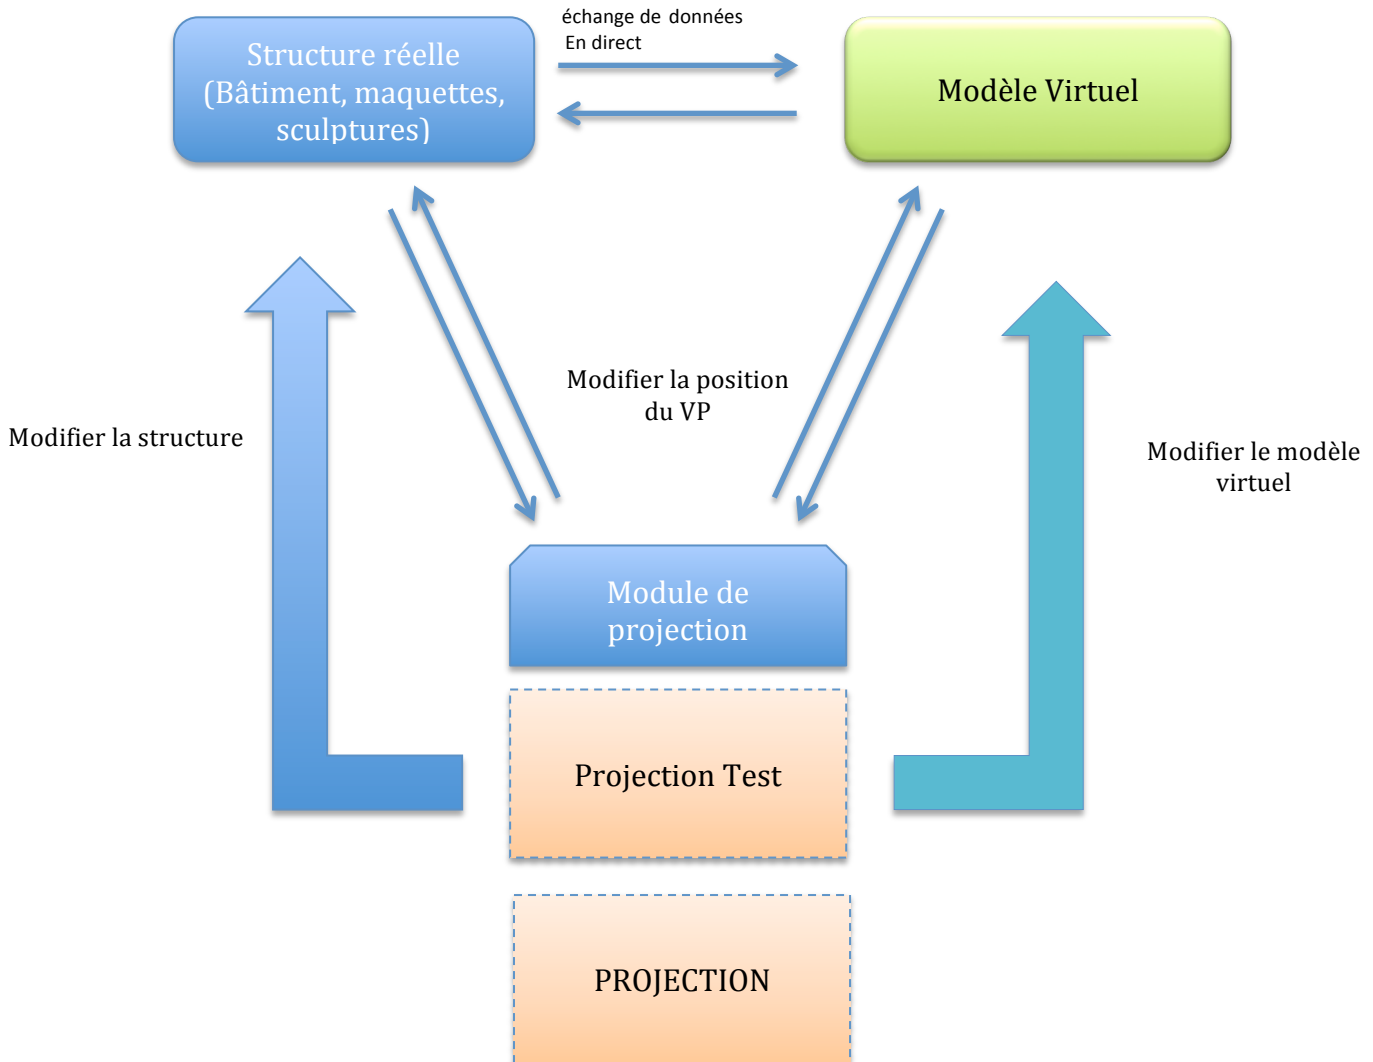 échange de données
En direct
Structure réelle
(Bâtiment, maquettes,
sculptures)
Modèle Virtuel
Modifier la position
du VP
Modifier la structure
Modifier le modèle
virtuel
Module de
projection
Projection Test
PROJECTION